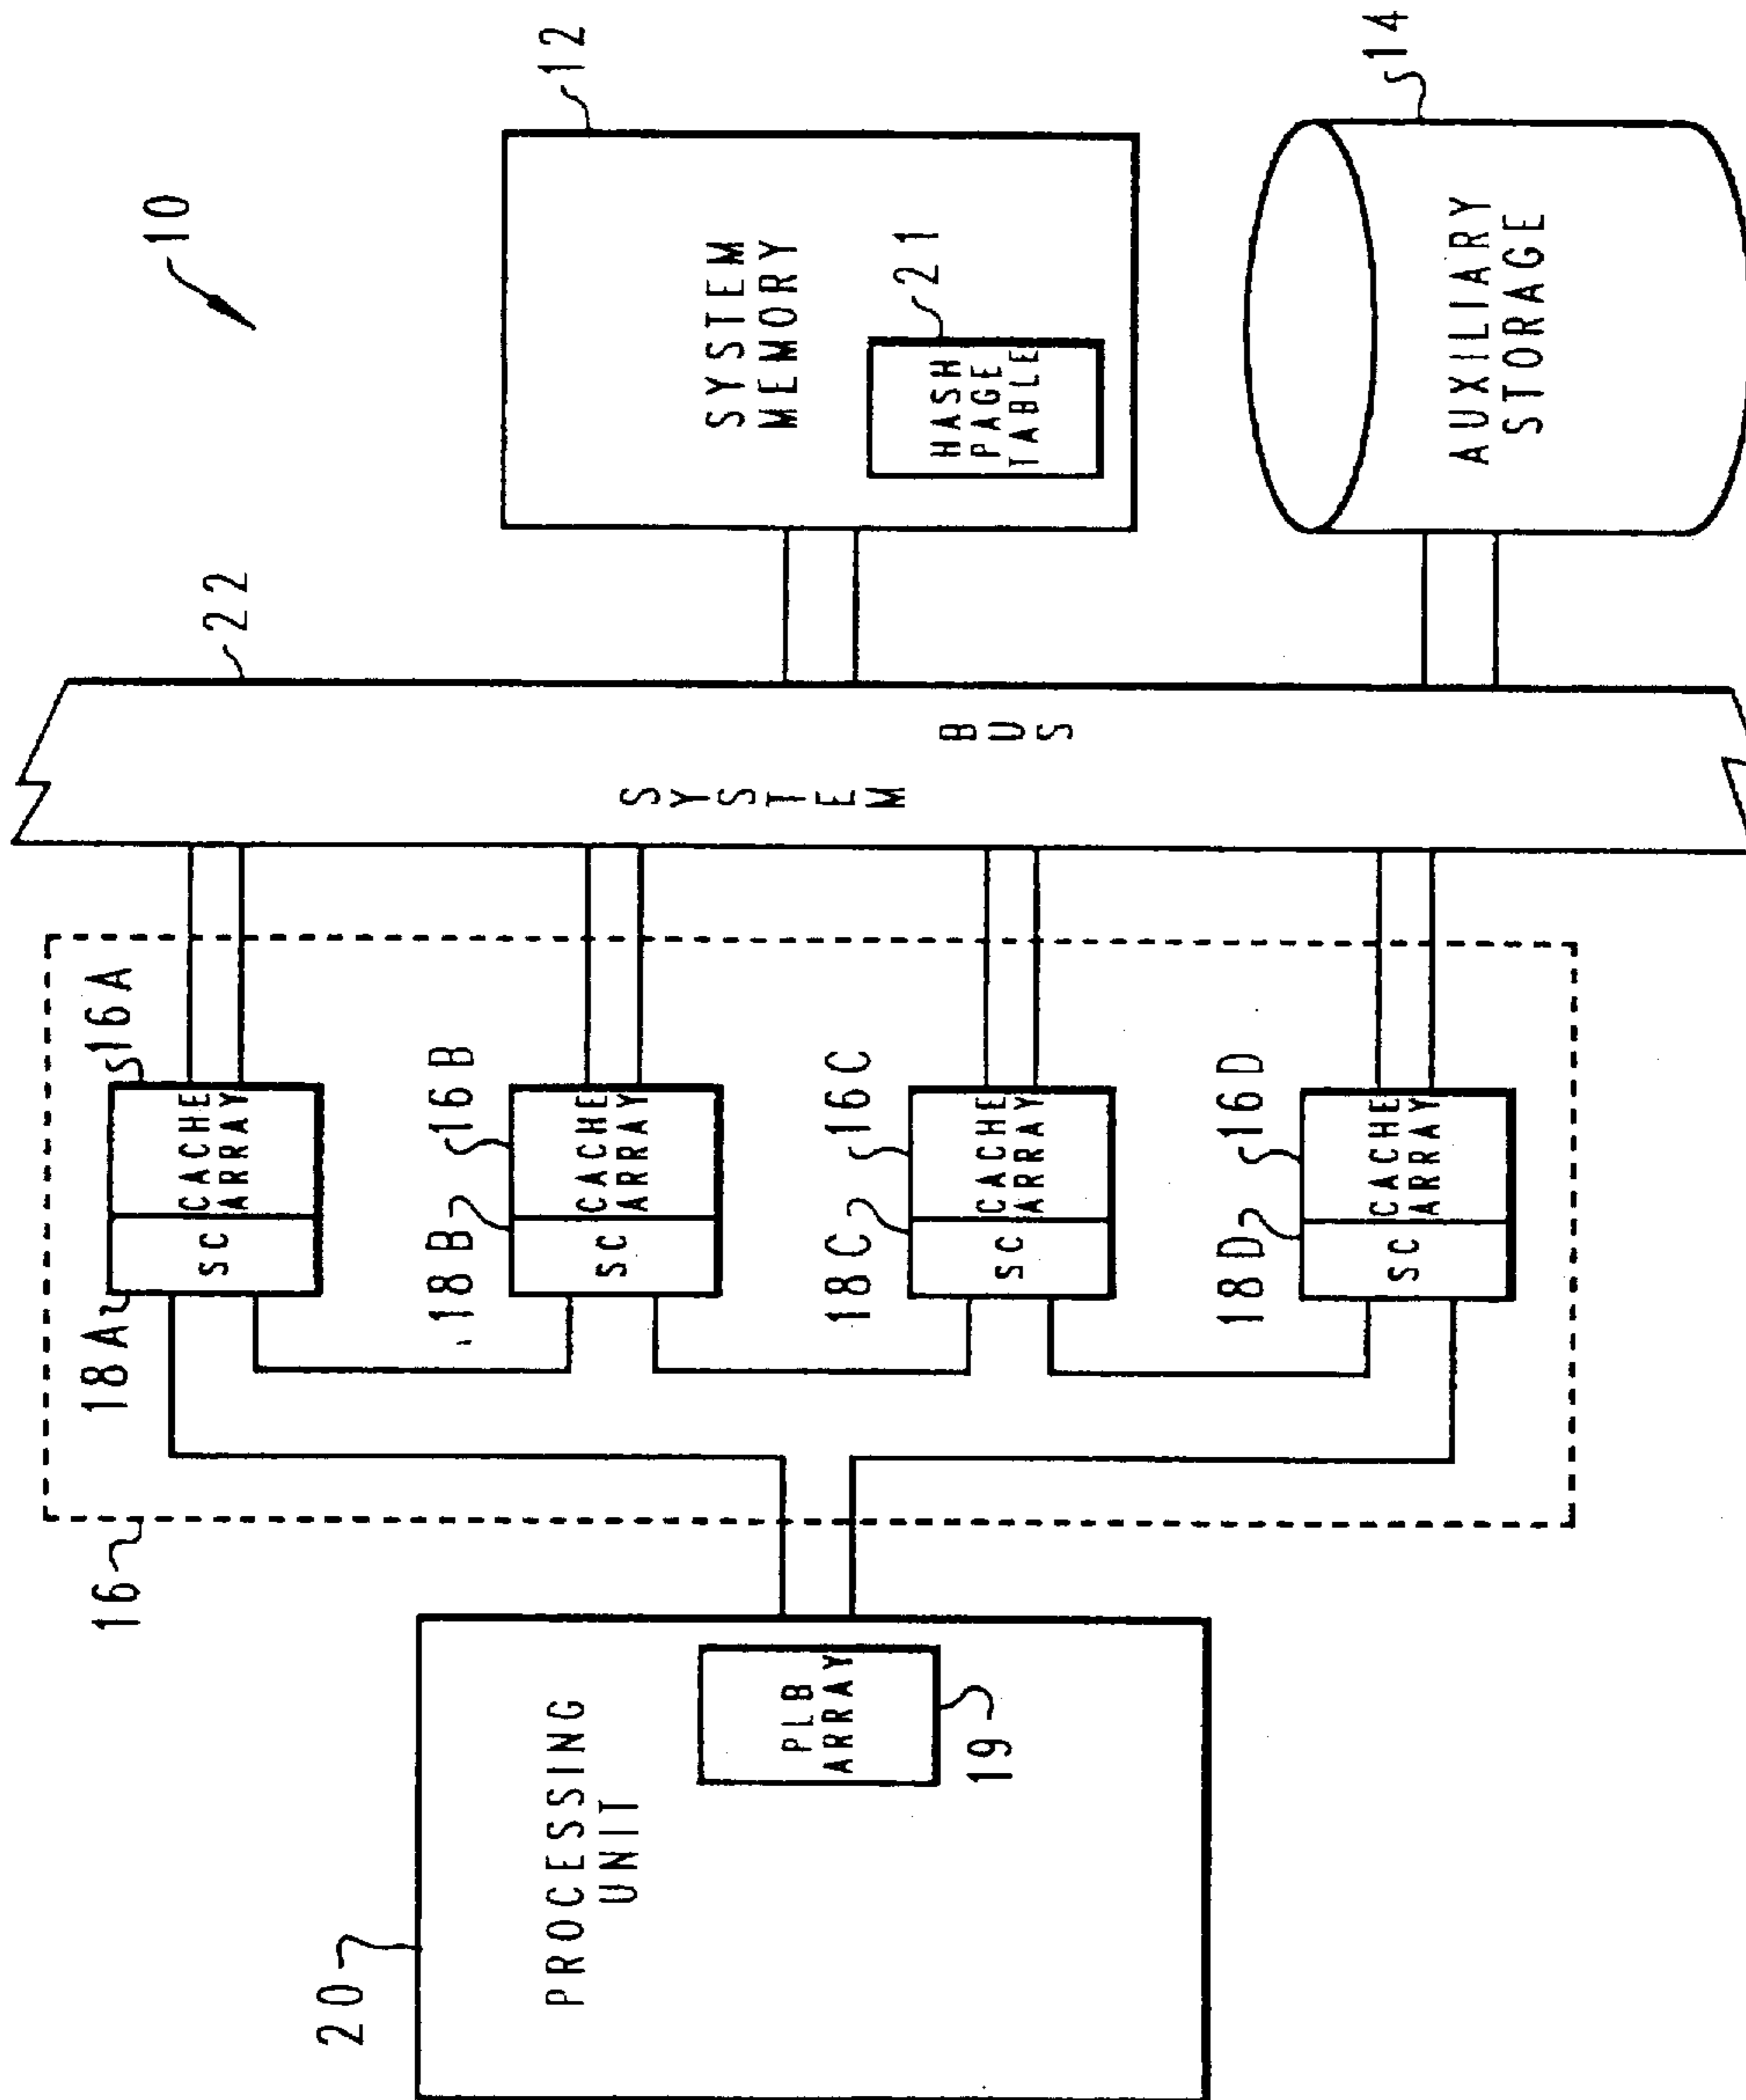 10
20
PROCESSING
UNIT
PLB
ARRAY
19
16
18A
SC
CACHE
ARRAY
16A
18B
SC
CACHE
ARRAY
16B
18C
SC
CACHE
ARRAY
16C
18D
SC
CACHE
ARRAY
16D
22
SYSTEM
BUS
12
SYSTEM
MEMORY
HASH
PAGE
TABLE
21
14
AUXILIARY
STORAGE